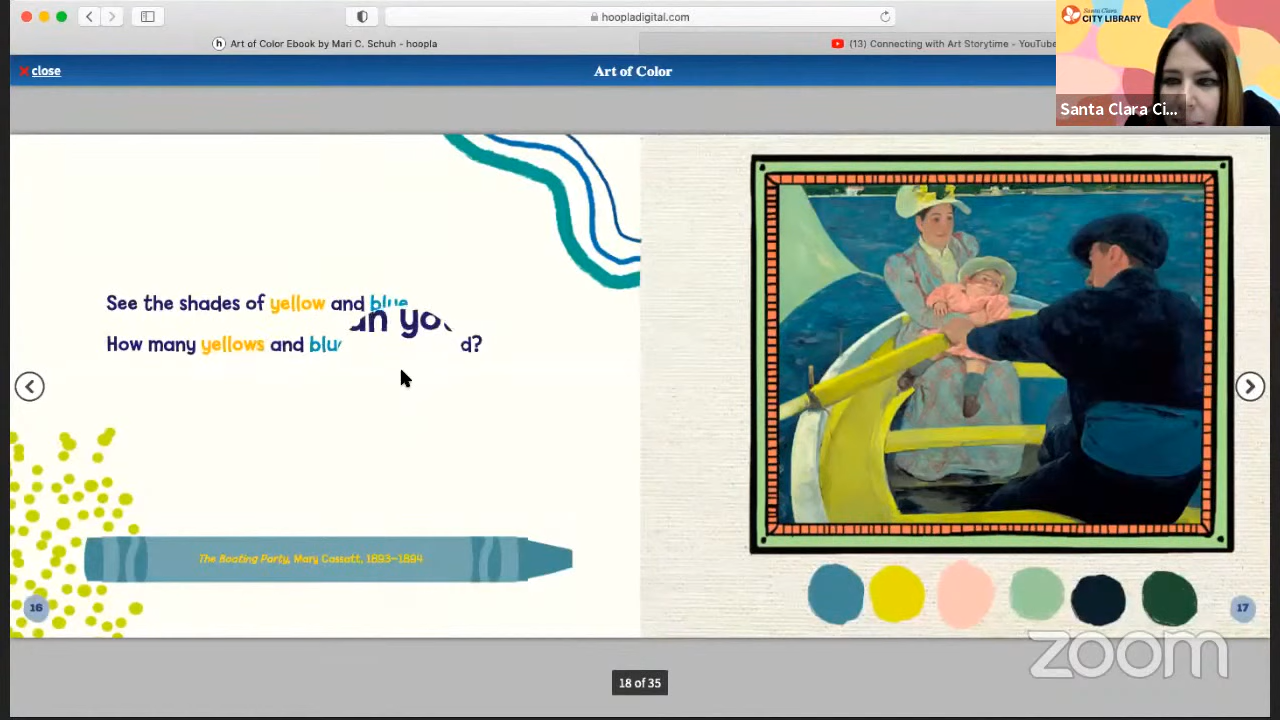 hoopladigital.com
Art of Color Ebook by Mari C. Schuh - hoopla
(13) Connecting with Art Storytime - YouTube
Santa Clara
CITY LIBRARY
close
Art of Color
Santa Clara Ci...
See the shades of yellow and blue
How many yellows and blu
an you
d?
The Boating Party, Mary Cassatt, 1893–1894
16
17
18 of 35
zoom